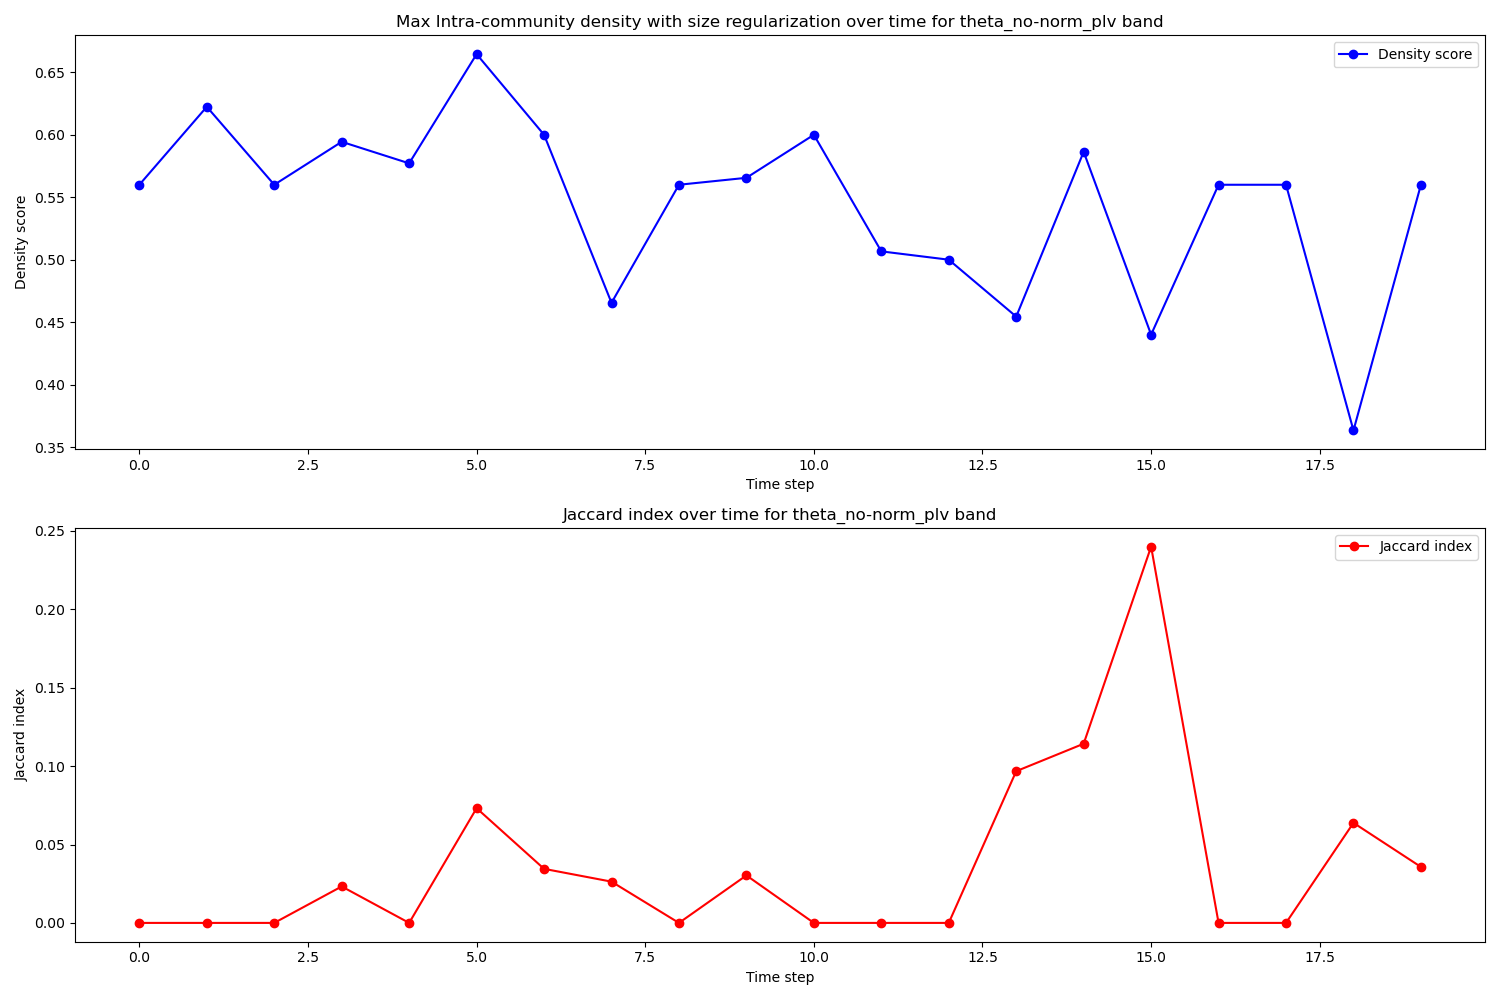 Max Intra-community density with size regularization over time for theta_no-norm_plv band
Density score
0.65
0.60
0.55
0.50
0.45
0.40
0.35
Density score
0.0 2.5 5.0 7.5 10.0 12.5 15.0 17.5
Time step
Jaccard index over time for theta_no-norm_plv band
Jaccard index
0.25
0.20
0.15
0.10
0.05
0.00
Jaccard index
0.0 2.5 5.0 7.5 10.0 12.5 15.0 17.5
Time step